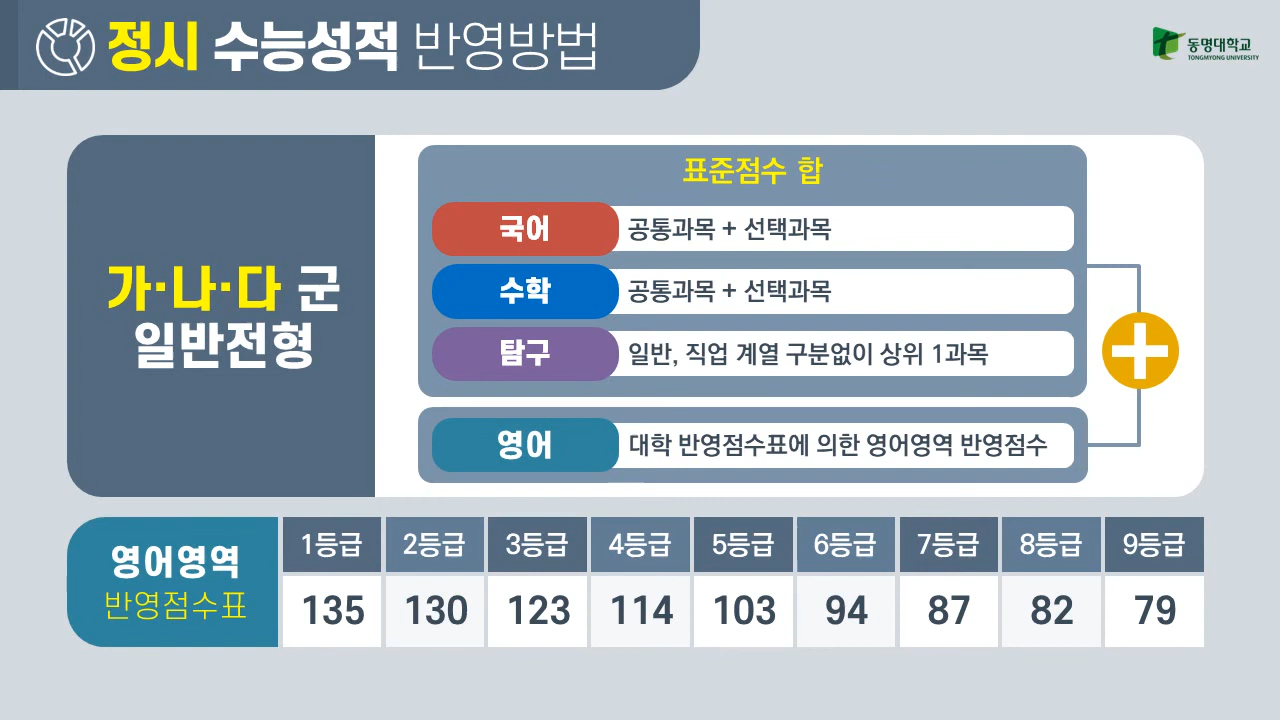 정시 수능성적 반영방법
동명대학교
TONGMYONG UNIVERSITY
가·나·다 군
일반전형
표준점수 합
국어 공통과목 + 선택과목
수학 공통과목 + 선택과목
탐구 일반, 직업 계열 구분없이 상위 1과목
영어 대학 반영점수표에 의한 영어영역 반영점수
영어영역
반영점수표
1등급 2등급 3등급 4등급 5등급 6등급 7등급 8등급 9등급
135 130 123 114 103 94 87 82 79